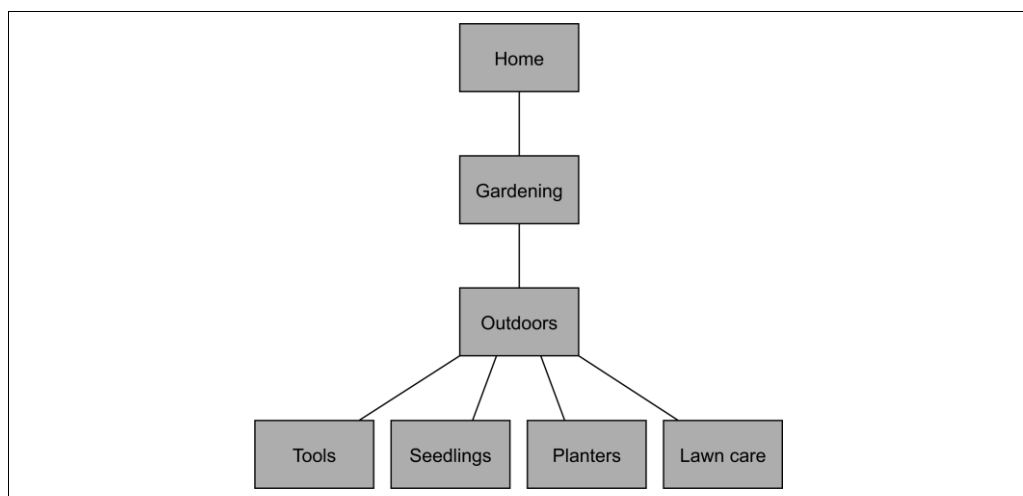 Home
Gardening
Outdoors
Tools
Seedlings
Planters
Lawn care